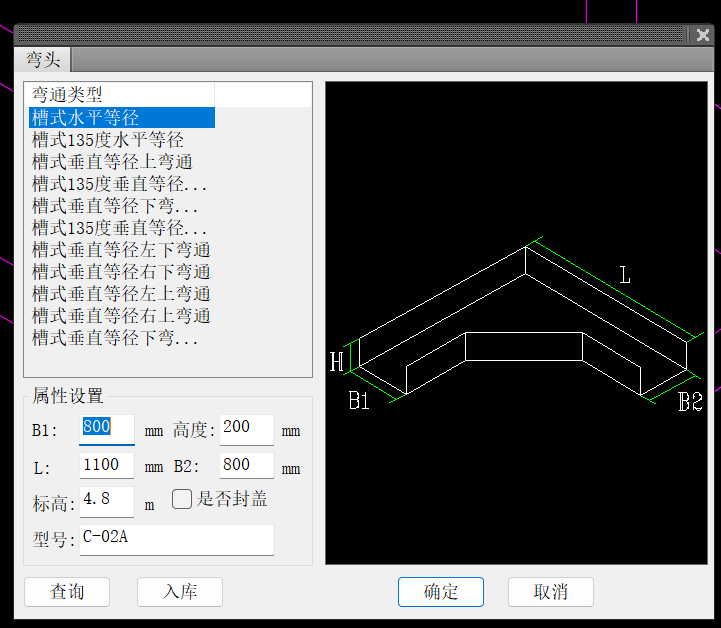 弯头
弯通类型
槽式水平等径
槽式135度水平等径
槽式垂直等径上弯通
槽式135度垂直等径...
槽式垂直等径下弯...
槽式135度垂直等径...
槽式垂直等径左下弯通
槽式垂直等径右下弯通
槽式垂直等径左上弯通
槽式垂直等径右上弯通
槽式垂直等径下弯...
L
H
B1
B2
属性设置
B1: 800 mm 高度: 200 mm
L: 1100 mm B2: 800 mm
标高: 4.8 m 是否封盖
型号: C-02A
查询 入库 确定 取消